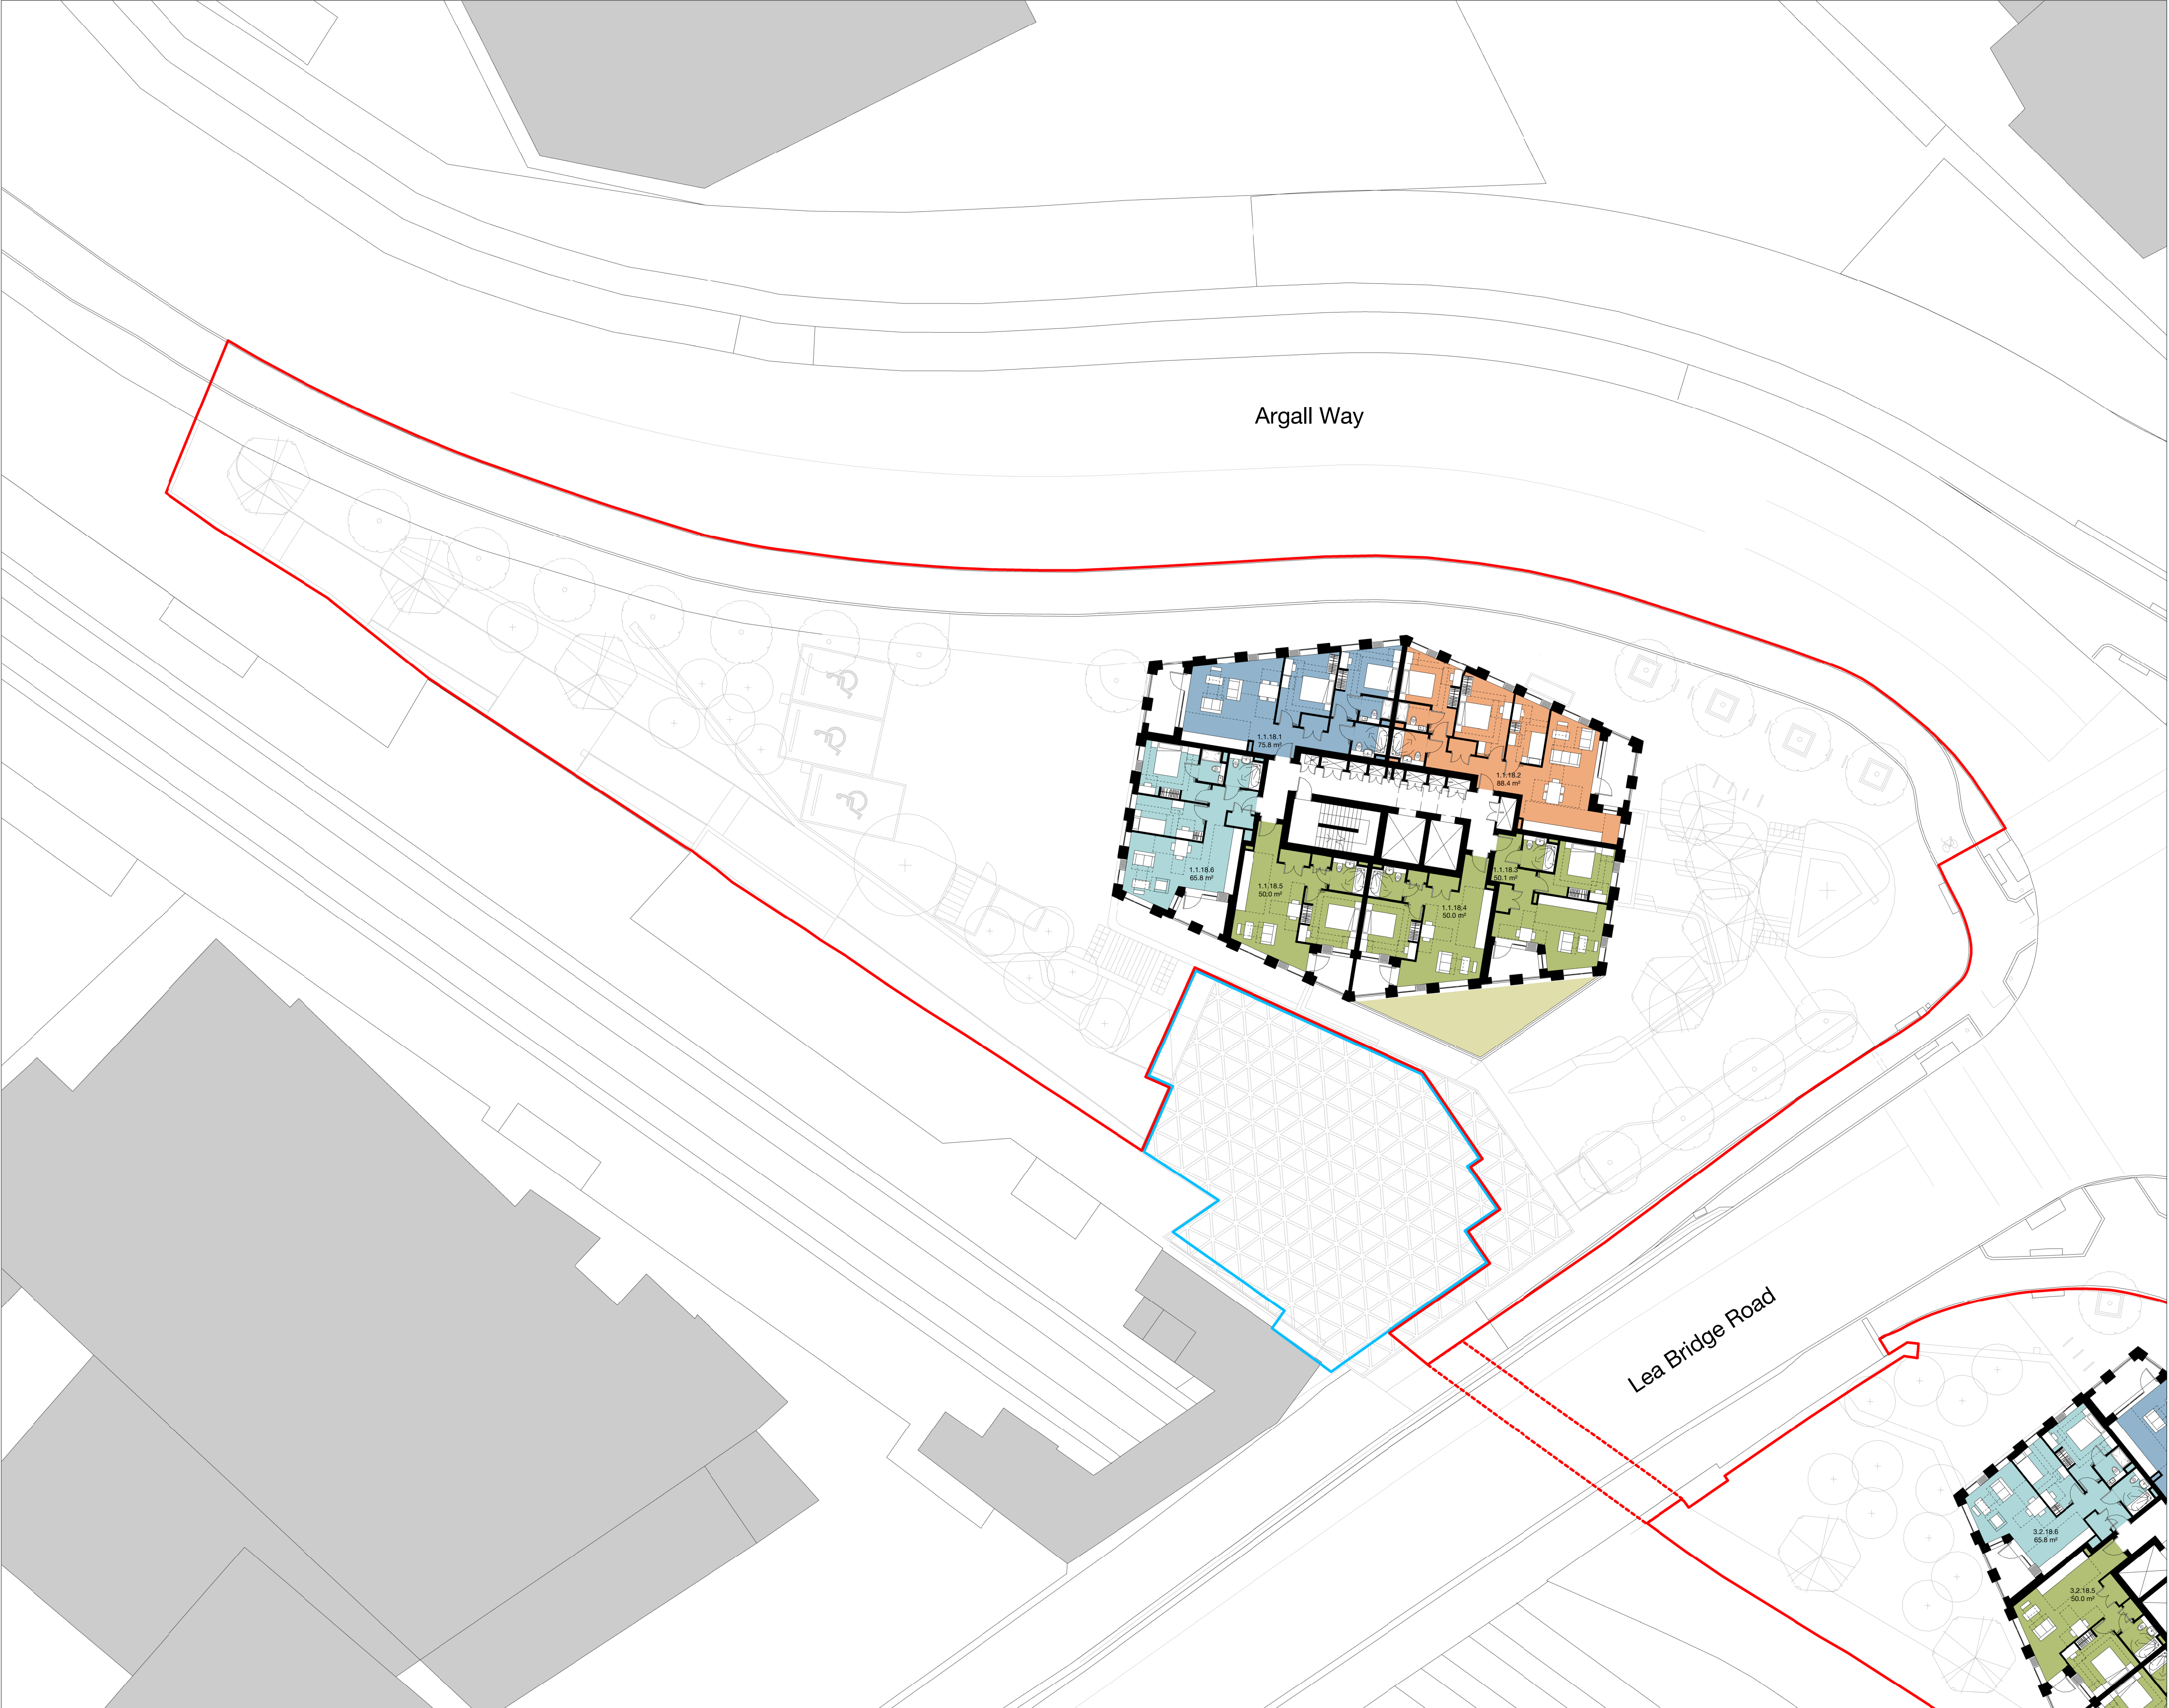 Argall Way
1.1.18.1
75.8 m²
1.1.18.2
88.4 m²
1.1.18.6
65.8 m²
1.1.18.5
50.0 m²
1.1.18.4
50.0 m²
1.1.18.3
50.1 m²
Lea Bridge Road
3.2.18.6
65.8 m²
3.2.18.5
50.0 m²